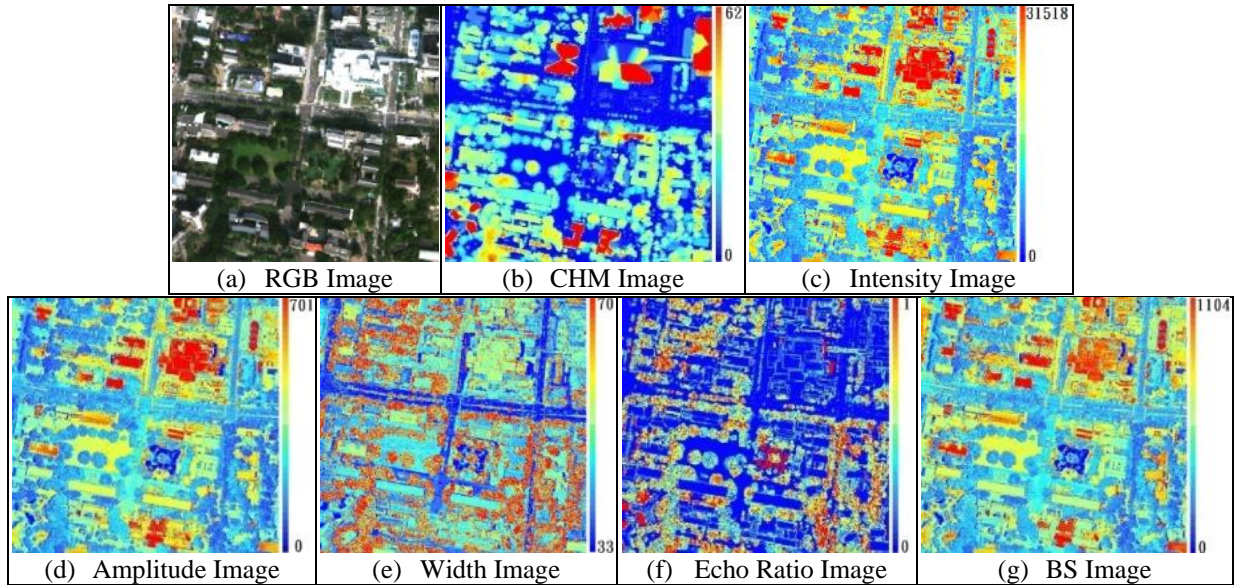 62
0
31518
0
(a) RGB Image
(b) CHM Image
(c) Intensity Image
701
0
70
33
1
0
1104
0
(d) Amplitude Image
(e) Width Image
(f) Echo Ratio Image
(g) BS Image